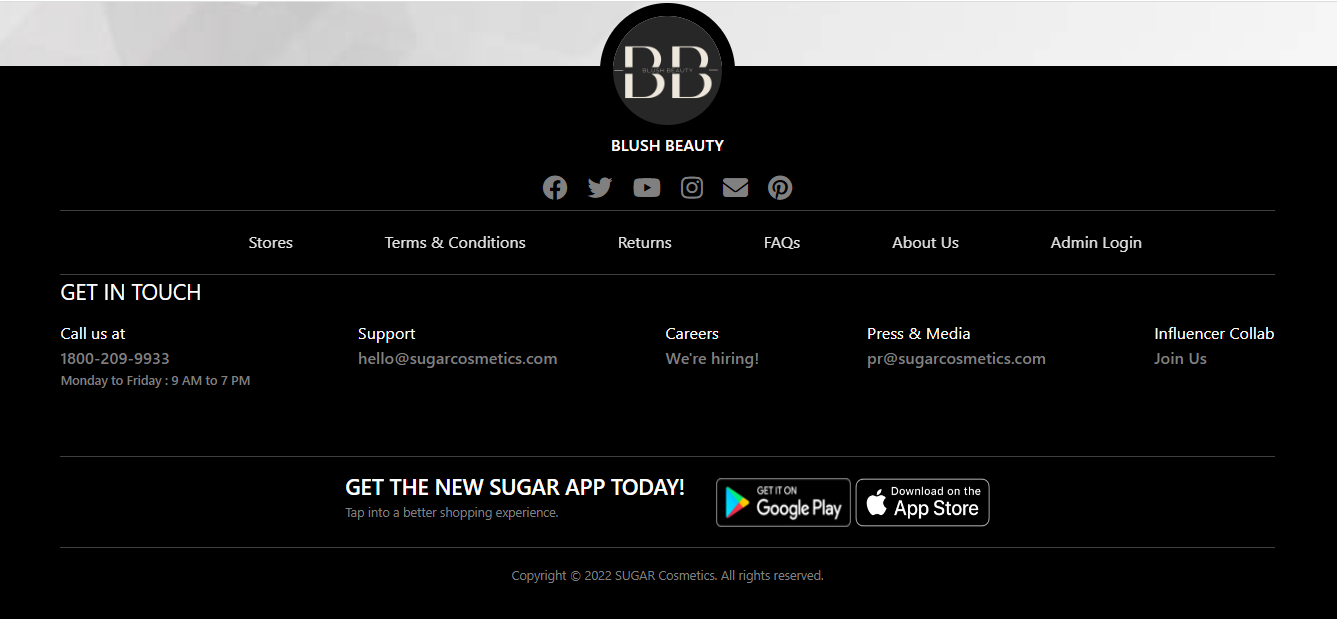 BB
BLUSH BEAUTY
BLUSH BEAUTY
Stores Terms & Conditions Returns FAQs About Us Admin Login
GET IN TOUCH
Call us at Support Careers Press & Media Influencer Collab
1800-209-9933 hello@sugarcosmetics.com We're hiring! pr@sugarcosmetics.com Join Us
Monday to Friday : 9 AM to 7 PM
GET THE NEW SUGAR APP TODAY!
Tap into a better shopping experience.
GET IT ON
Google Play
Download on the
App Store
Copyright © 2022 SUGAR Cosmetics. All rights reserved.